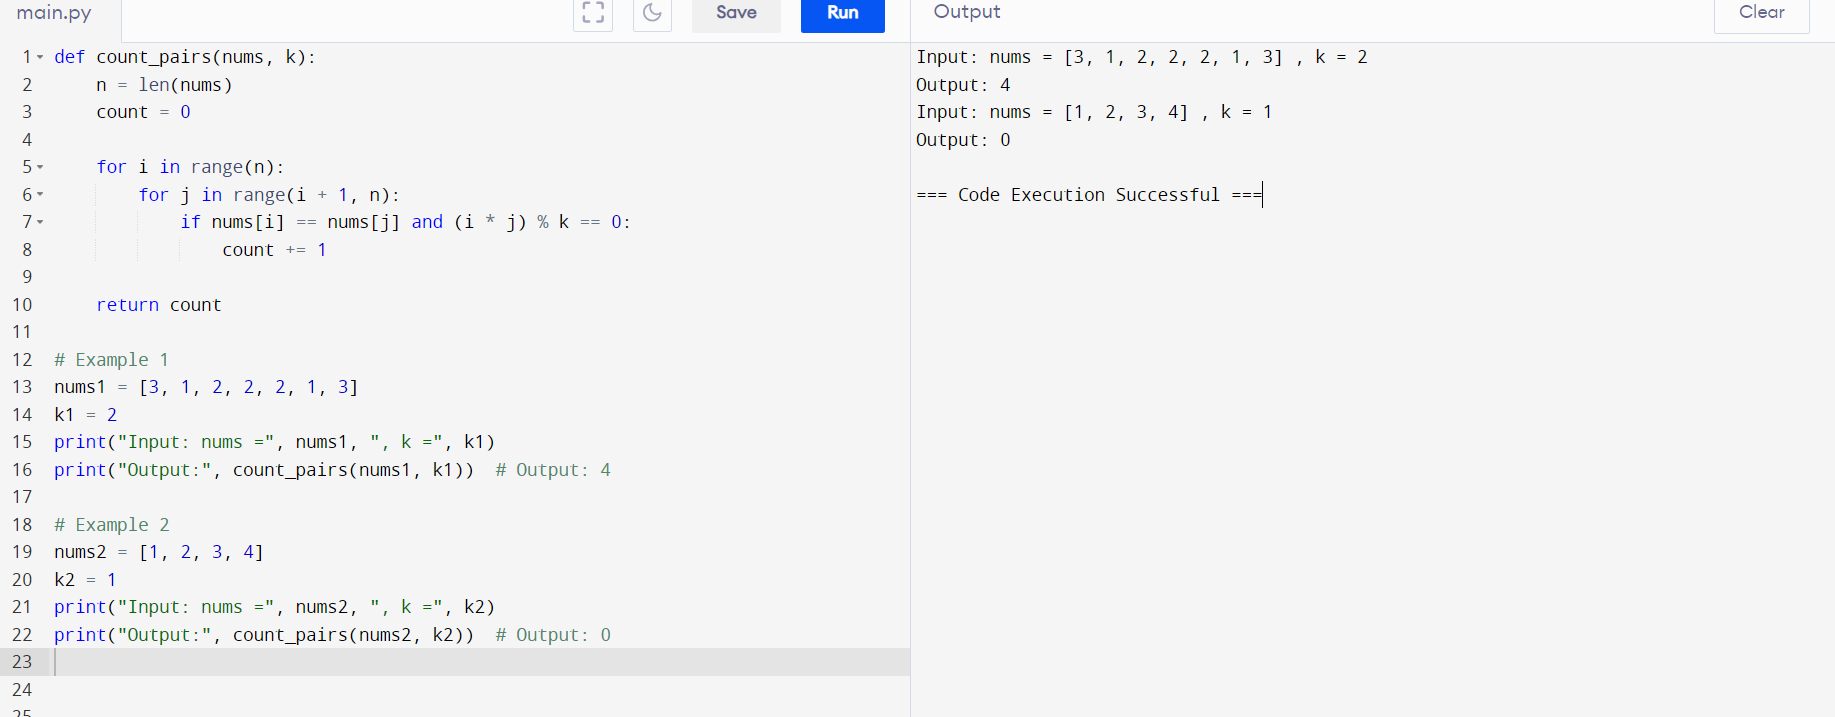 main.py Save Run Output Clear
1 def count_pairs(nums, k):
2 n = len(nums)
3 count = 0
4
5 for i in range(n):
6 for j in range(i + 1, n):
7 if nums[i] == nums[j] and (i * j) % k == 0:
8 count += 1
9
10 return count
11
12 # Example 1
13 nums1 = [3, 1, 2, 2, 2, 1, 3]
14 k1 = 2
15 print("Input: nums =", nums1, ", k =", k1)
16 print("Output:", count_pairs(nums1, k1))  # Output: 4
17
18 # Example 2
19 nums2 = [1, 2, 3, 4]
20 k2 = 1
21 print("Input: nums =", nums2, ", k =", k2)
22 print("Output:", count_pairs(nums2, k2))  # Output: 0
23
24
25
Input: nums = [3, 1, 2, 2, 2, 1, 3] , k = 2
Output: 4
Input: nums = [1, 2, 3, 4] , k = 1
Output: 0
=== Code Execution Successful ===